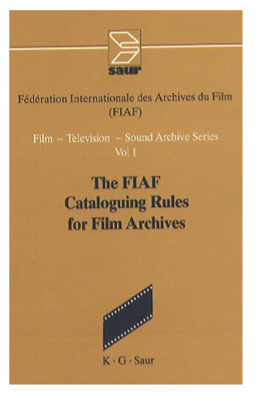 saur
Fédération Internationale des Archives du Film
(FIAF)
Film – Television – Sound Archive Series
Vol 1
The FIAF
Cataloguing Rules
for Film Archives
K · G · Saur